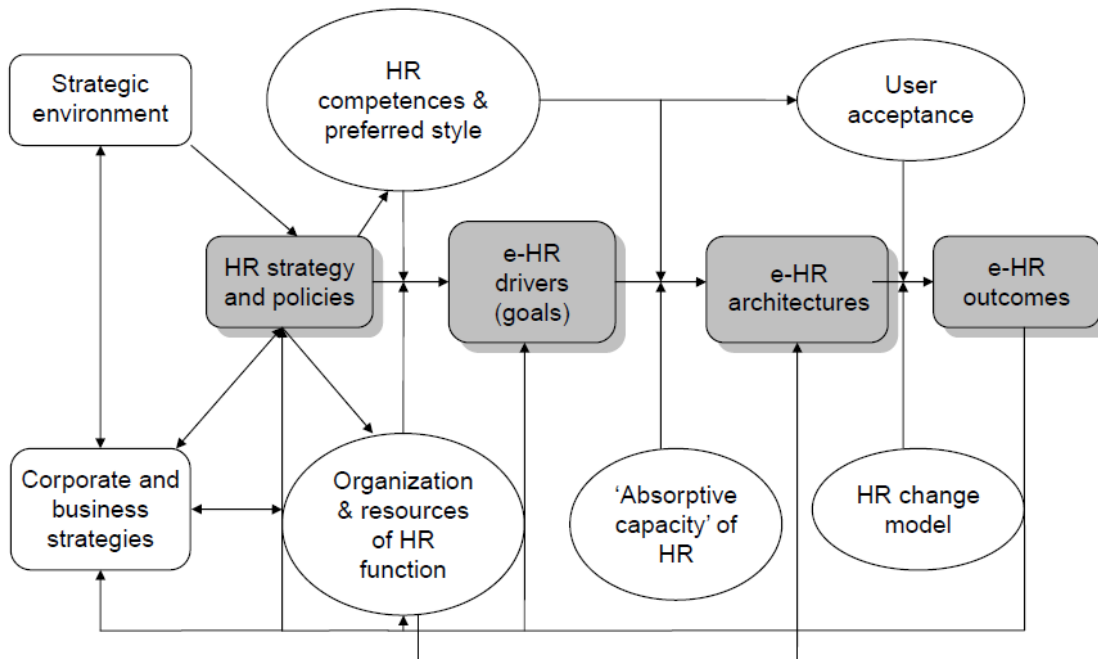 Strategic
environment
HR
competences &
preferred style
User
acceptance
HR strategy
and policies
e-HR
drivers
(goals)
e-HR
architectures
e-HR
outcomes
Corporate and
business
strategies
Organization
& resources
of HR
function
‘Absorptive
capacity’ of
HR
HR change
model